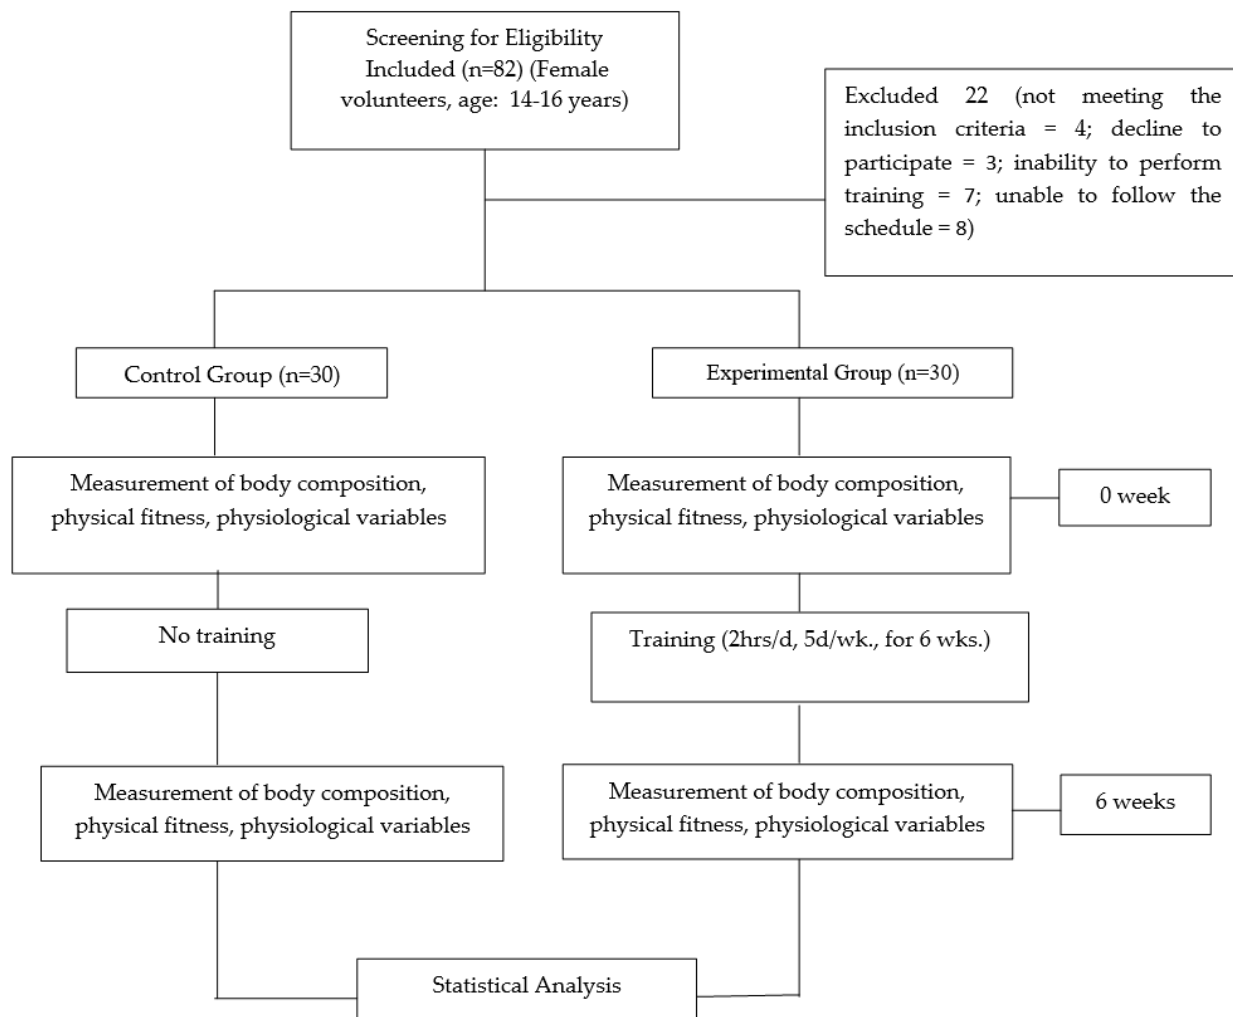 Screening for Eligibility
Included (n=82) (Female
volunteers, age: 14-16 years)
Excluded 22 (not meeting the
inclusion criteria = 4; decline to
participate = 3; inability to perform
training = 7; unable to follow the
schedule = 8)
Control Group (n=30)
Experimental Group (n=30)
Measurement of body composition,
physical fitness, physiological variables
Measurement of body composition,
physical fitness, physiological variables
0 week
No training
Training (2hrs/d, 5d/wk., for 6 wks.)
Measurement of body composition,
physical fitness, physiological variables
Measurement of body composition,
physical fitness, physiological variables
6 weeks
Statistical Analysis